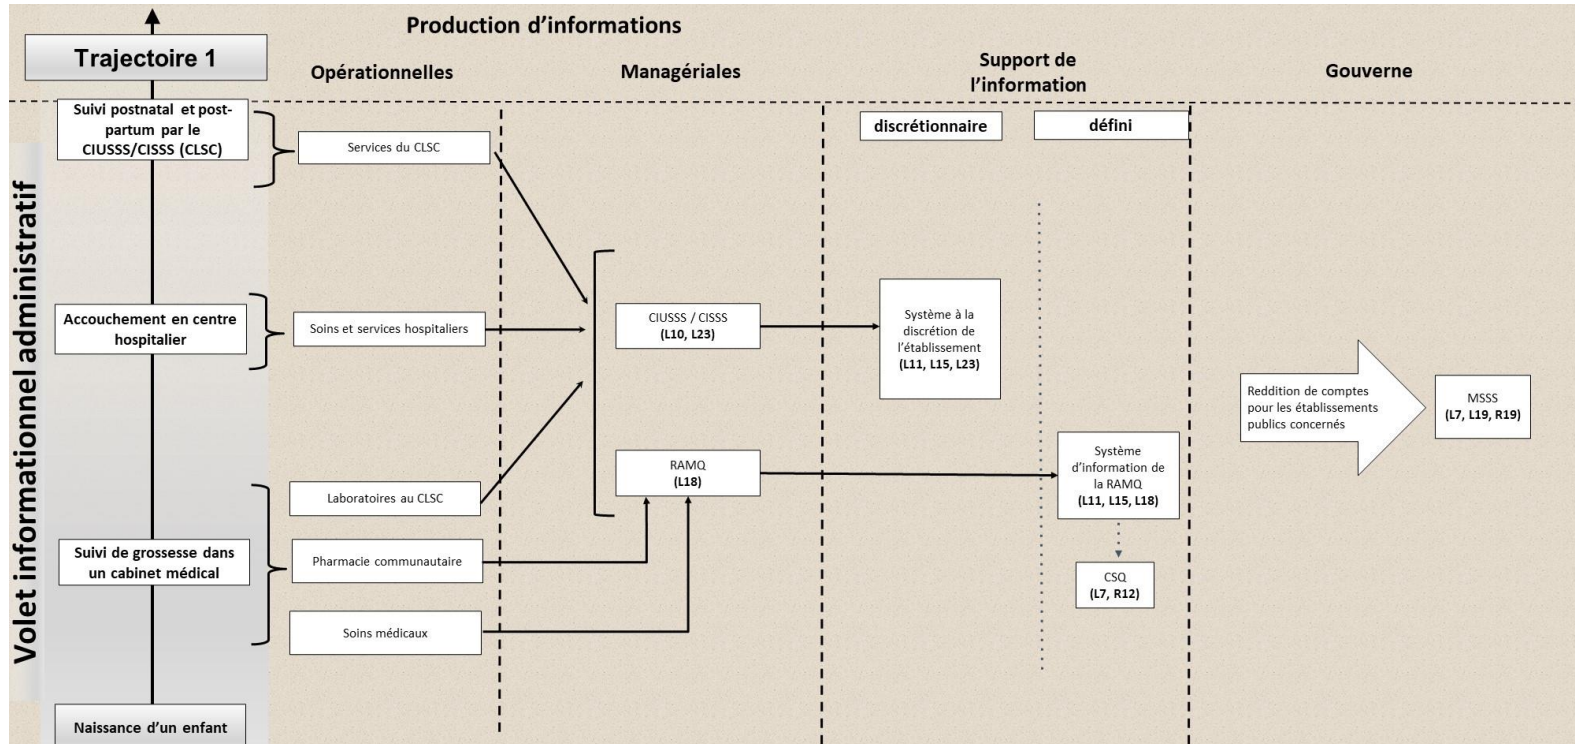 Production d’informations
Trajectoire 1
Opérationnelles
Managériales
Support de
l’information
Gouverne
discrétionnaire
défini
Volet informationnel administratif
Suivi postnatal et post-
partum par le
CIUSSS/CISSS (CLSC)
Services du CLSC
Accouchement en centre
hospitalier
Soins et services hospitaliers
CIUSSS / CISSS
(L10, L23)
Système à la
discrétion de
l’établissement
(L11, L15, L23)
Reddition de comptes
pour les établissements
publics concernés
MSSS
(L7, L19, R19)
RAMQ
(L18)
Système
d’information de
la RAMQ
(L11, L15, L18)
Laboratoires au CLSC
Suivi de grossesse dans
un cabinet médical
Pharmacie communautaire
CSQ
(L7, R12)
Soins médicaux
Naissance d’un enfant